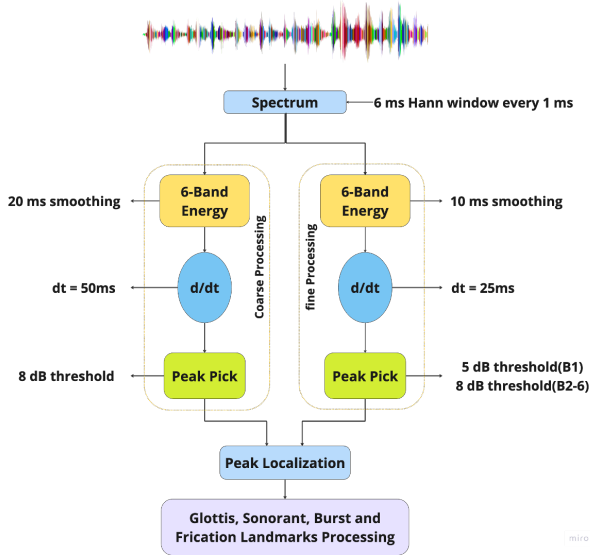 Spectrum
6 ms Hann window every 1 ms
6-Band
Energy
20 ms smoothing
6-Band
Energy
10 ms smoothing
Coarse Processing
fine Processing
d/dt
dt = 50ms
d/dt
dt = 25ms
Peak Pick
8 dB threshold
Peak Pick
5 dB threshold(B1)
8 dB threshold(B2-6)
Peak Localization
Glottis, Sonorant, Burst and
Frication Landmarks Processing
miro